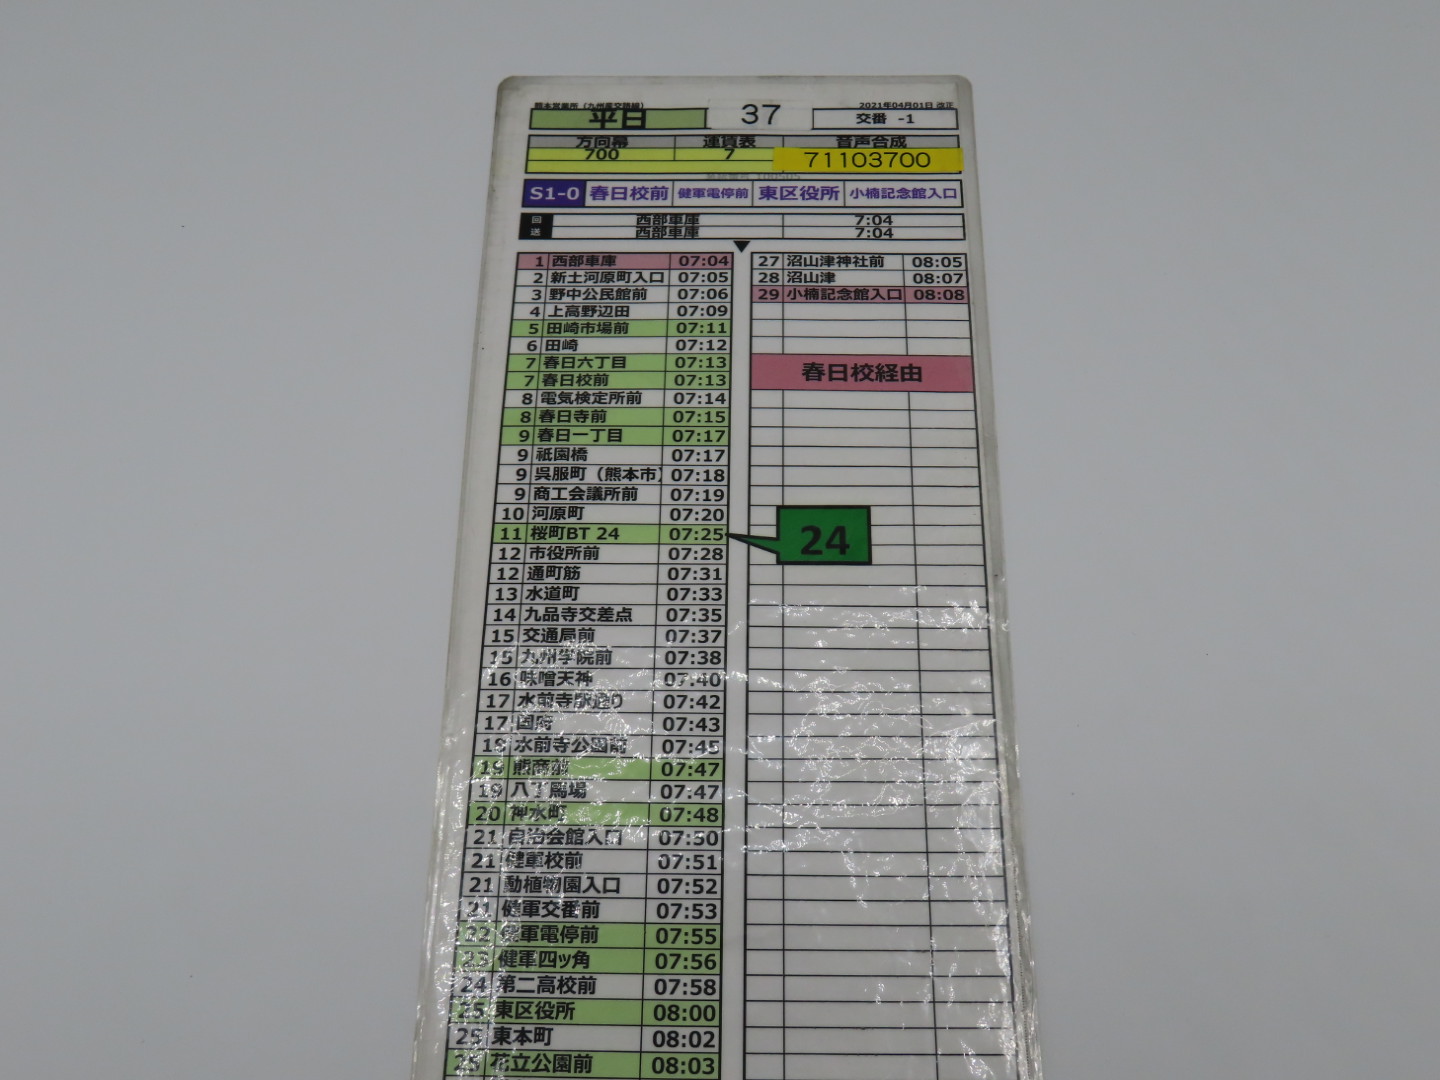 熊本営業所（九州産交路線）
2021年04月01日 改正
平日 37 交番 -1
方向幕 運賃表 音声合成
700 7 71103700
S1-0 春日校前 健軍電停前 東区役所 小楠記念館入口
回 西部車庫 7:04
送 西部車庫 7:04
1 西部車庫 07:04
2 新土河原町入口 07:05
3 野中公民館前 07:06
4 上高野辺田 07:09
5 田崎市場前 07:11
6 田崎 07:12
7 春日六丁目 07:13
7 春日校前 07:13
8 電気検定所前 07:14
8 春日寺前 07:15
9 春日一丁目 07:17
9 祇園橋 07:17
9 呉服町（熊本市） 07:18
9 商工会議所前 07:19
10 河原町 07:20
11 桜町BT 24 07:25
12 市役所前 07:28
12 通町筋 07:31
13 水道町 07:33
14 九品寺交差点 07:35
15 交通局前 07:37
15 九州学院前 07:38
16 味噌天神 07:40
17 水前寺駅通り 07:42
17 国府 07:43
18 水前寺公園前 07:45
19 熊商前 07:47
19 八丁馬場 07:47
20 神水町 07:48
21 自治会館入口 07:50
21 健軍校前 07:51
21 動植物園入口 07:52
21 健軍交番前 07:53
22 健軍電停前 07:55
23 健軍四ッ角 07:56
24 第二高校前 07:58
25 東区役所 08:00
25 東本町 08:02
25 花立公園前 08:03
27 沼山津神社前 08:05
28 沼山津 08:07
29 小楠記念館入口 08:08
春日校経由
24